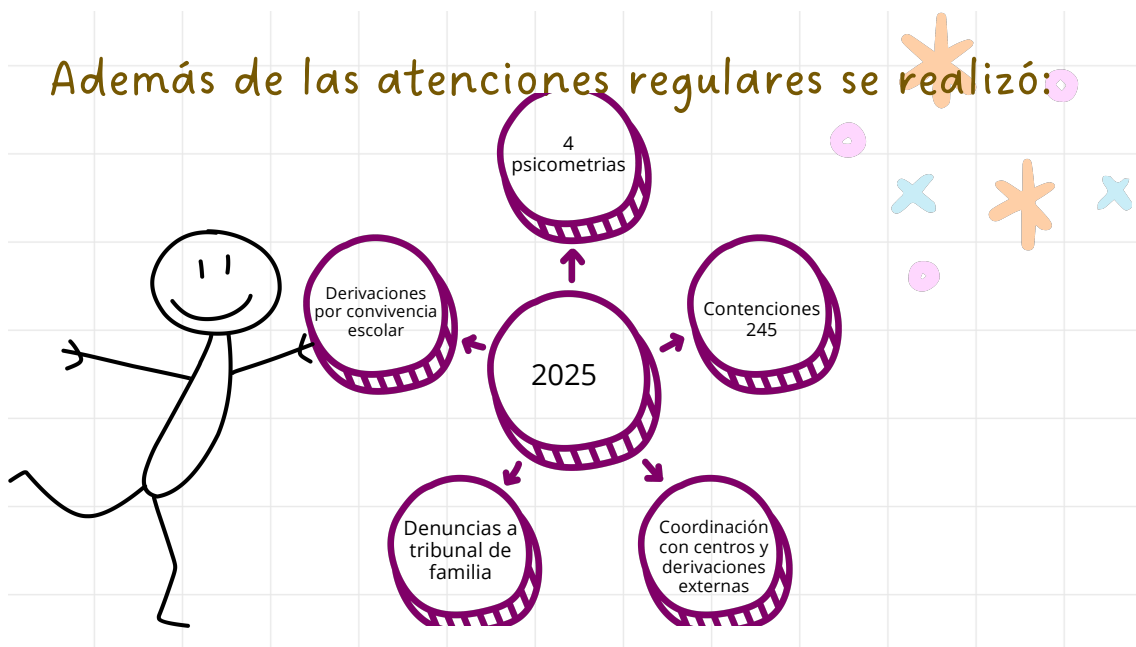 Además de las atenciones regulares se realizó:
4
psicometrias
Derivaciones
por convivencia
escolar
Contenciones
245
2025
Denuncias a
tribunal de
familia
Coordinación
con centros y
derivaciones
externas